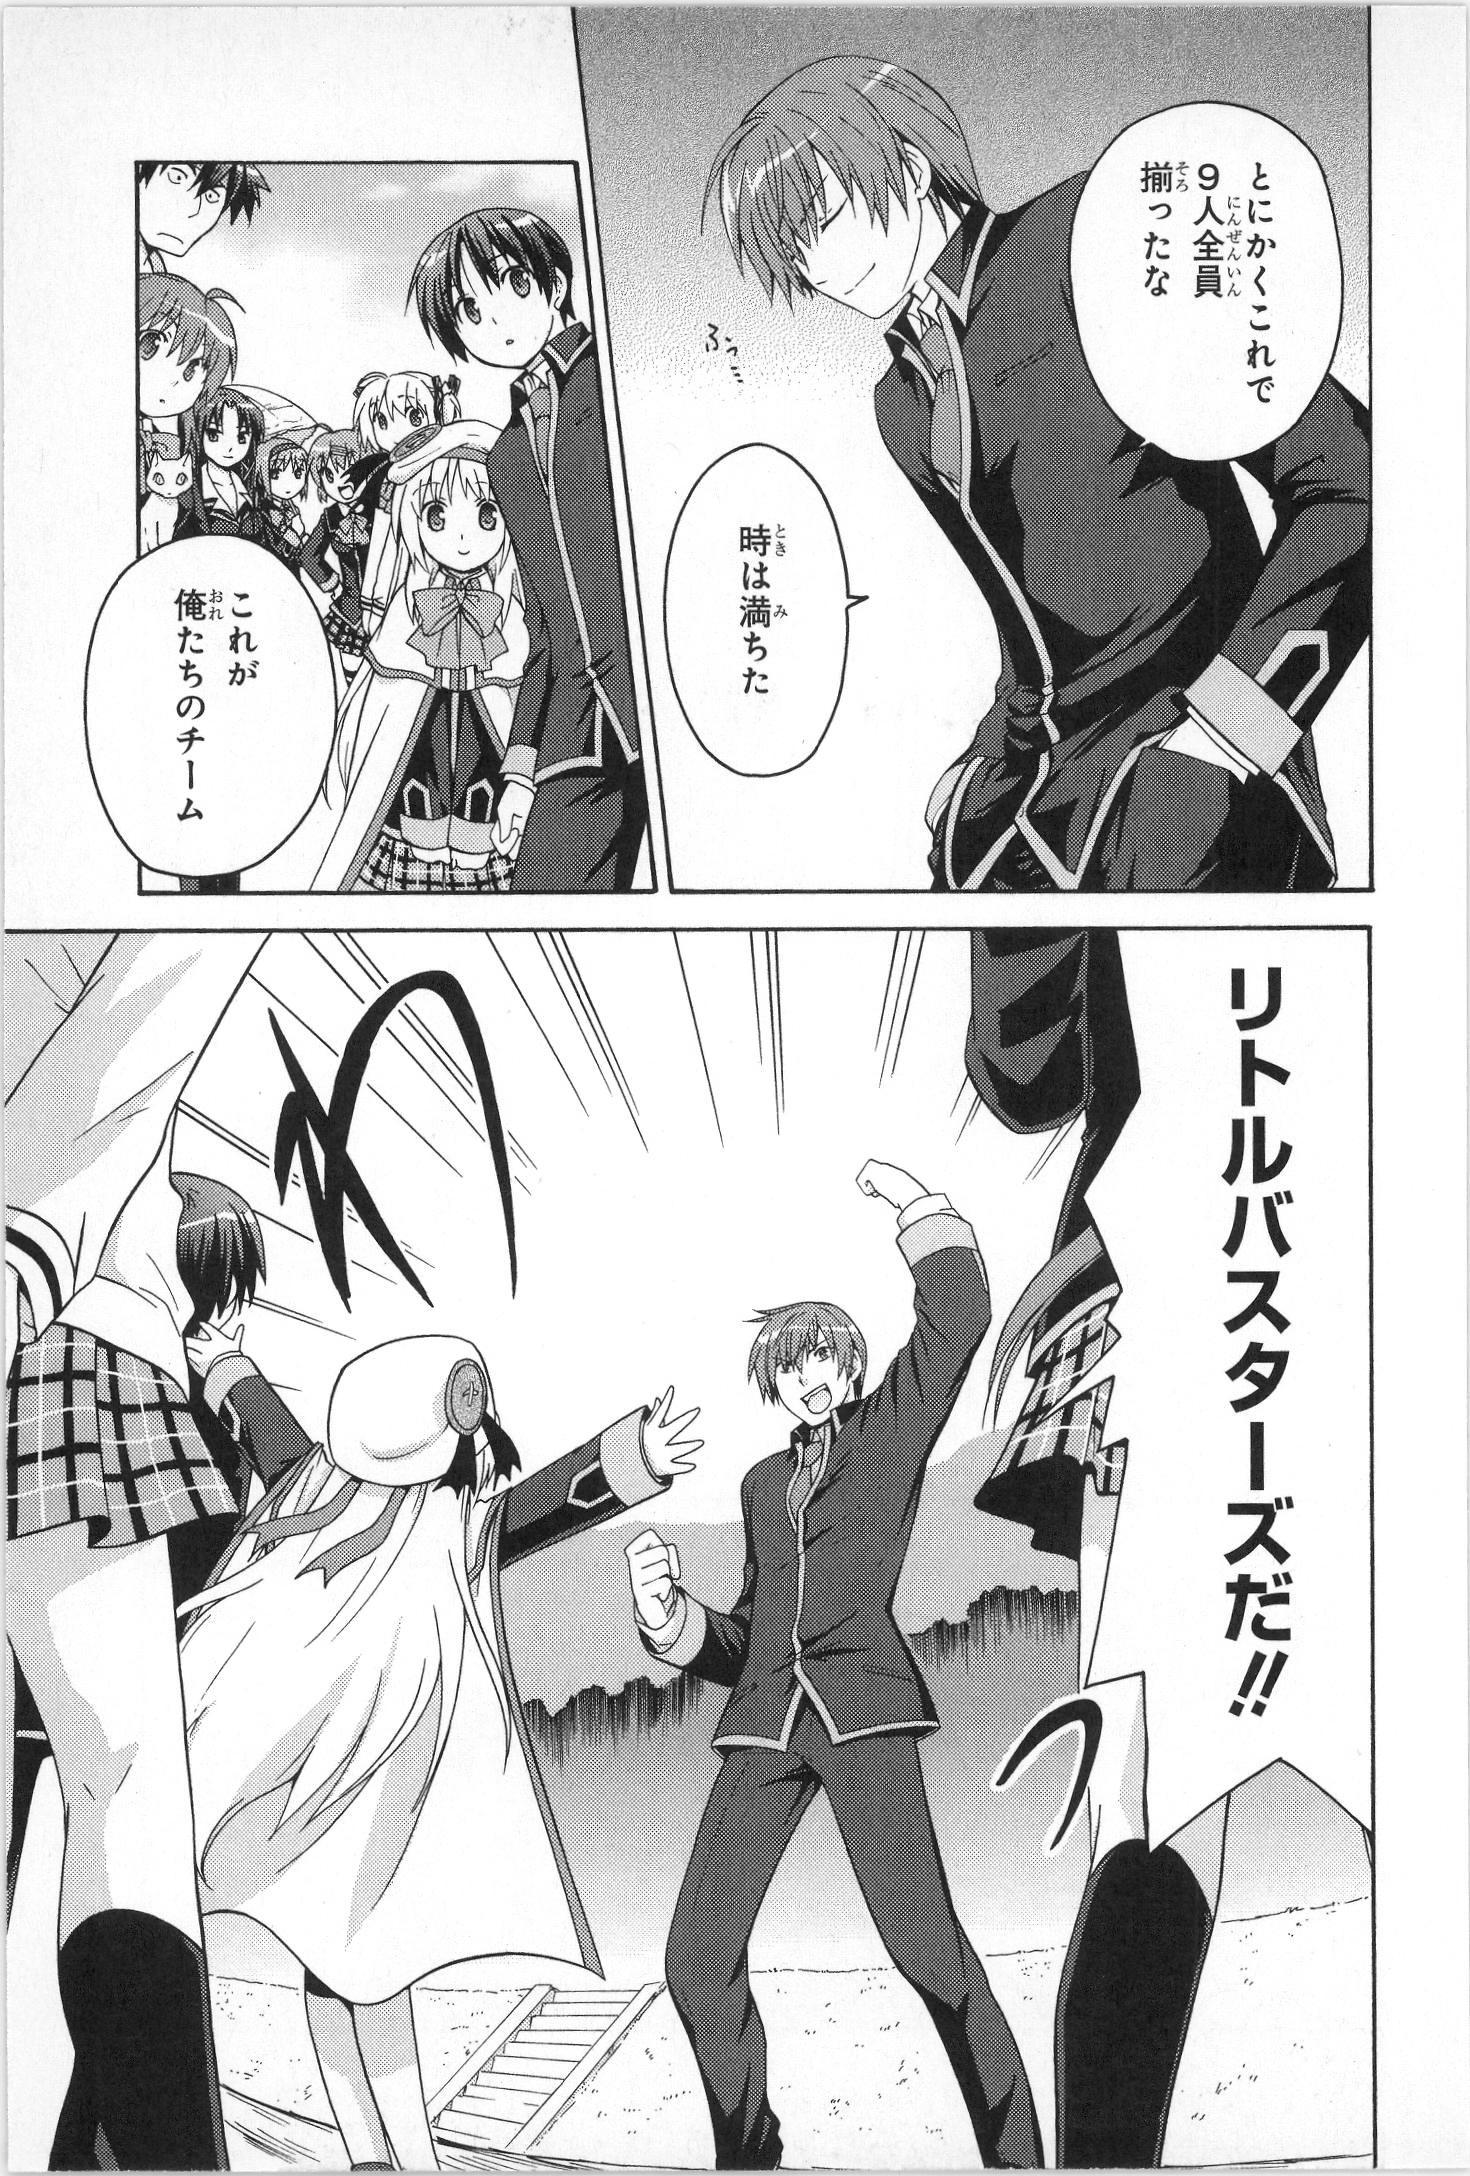 とにかくこれで
9人全員
揃ったな
ふっ…
時は満ちた
これが
俺たちのチーム
リトルバスターズだ!!